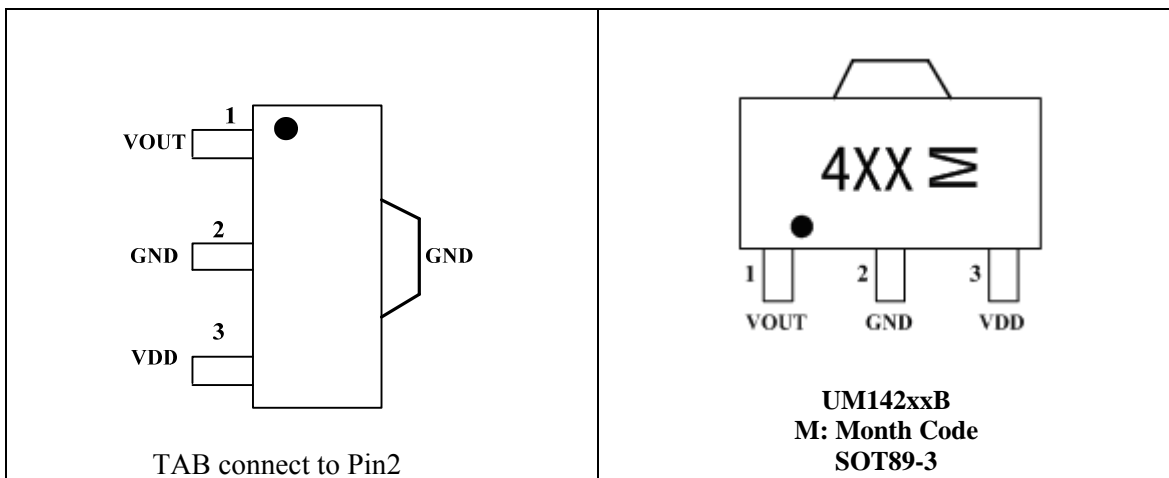 1
VOUT
2
GND
GND
3
VDD
TAB connect to Pin2
4XX M
1 2 3
VOUT GND VDD
UM142xxB
M: Month Code
SOT89-3